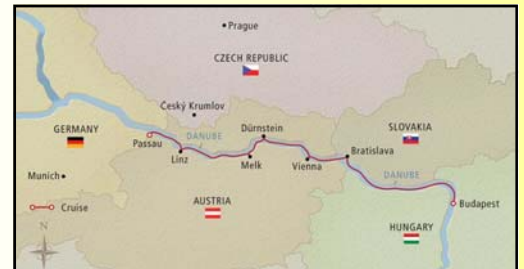 Prague
CZECH REPUBLIC
Český Krumlov
GERMANY
Passau
DANUBE
Dürnstein
SLOVAKIA
Linz
Melk
Vienna
Bratislava
Munich
DANUBE
AUSTRIA
Cruise
Budapest
HUNGARY
N